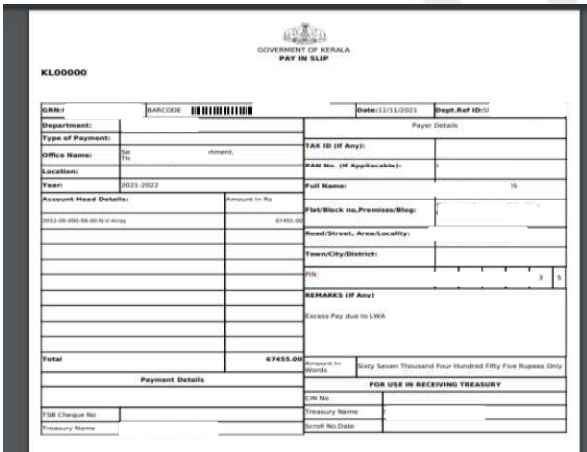 GOVERMENT OF KERALA
PAY IN SLIP
KL00000
GRN: BARCODE Date:11/11/2021 Dept.Ref ID:
Department:
Type of Payment:
Office Name:
Location:
Year: 2021-2022
Account Head Details: Amount In Rs
67455.00
Total 67455.00
Payment Details
TSB Cheque No
Treasury Name
Payer Details
TAX ID (If Any):
PAN No. (If Applicable):
Full Name:
Flat/Block no,Premises/Blog:
Road/Street, Area/Locality:
Town/City/District:
PIN: 3 5
REMARKS (If Any)
Excess Pay due to LWA
Amount In Words Sixty Seven Thousand Four Hundred Fifty Five Rupees Only
FOR USE IN RECEIVING TREASURY
CIN No
Treasury Name
Scroll No.Date